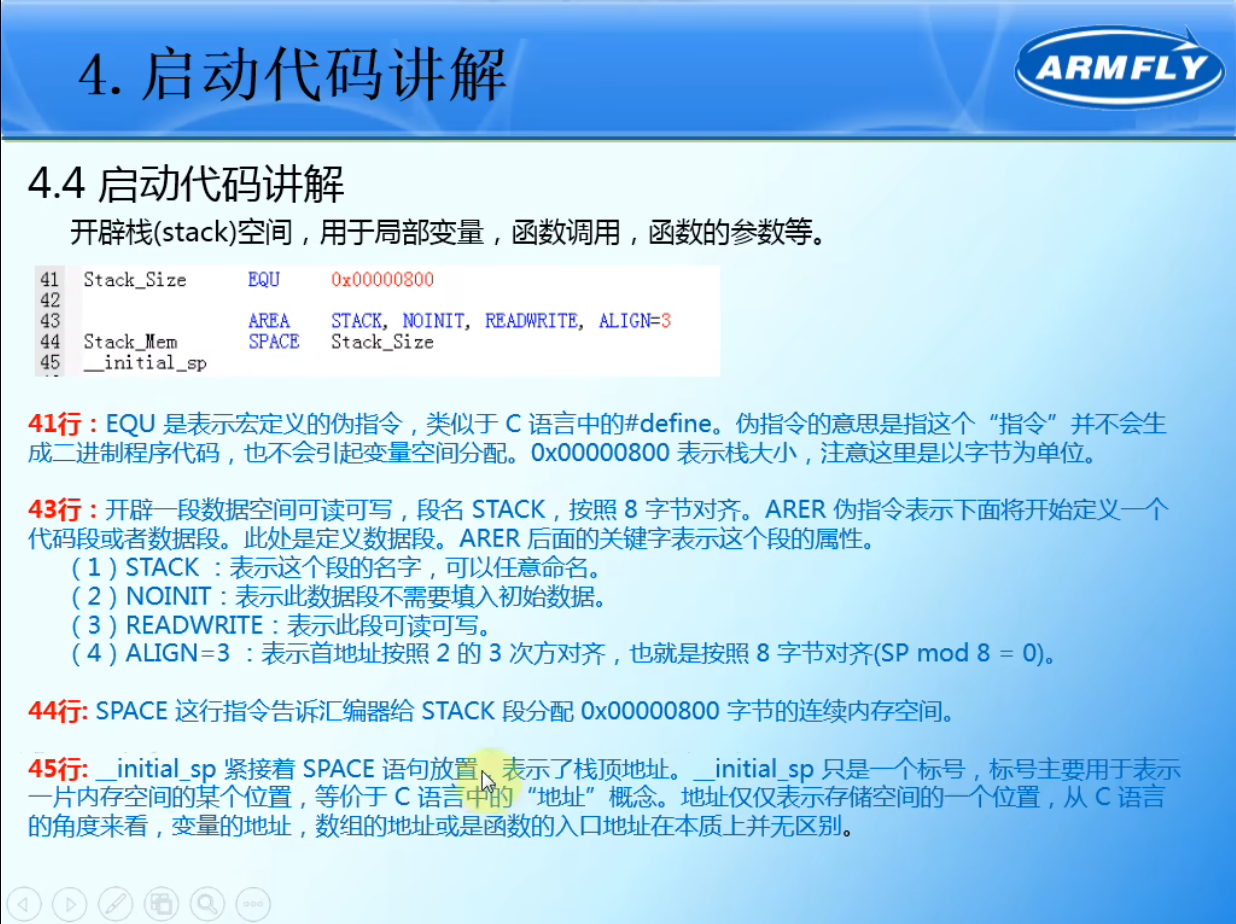 4. 启动代码讲解
ARMFLY
4.4 启动代码讲解
开辟栈(stack)空间，用于局部变量，函数调用，函数的参数等。
41 Stack_Size EQU 0x00000800
42
43 AREA STACK, NOINIT, READWRITE, ALIGN=3
44 Stack_Mem SPACE Stack_Size
45 __initial_sp
41行：EQU 是表示宏定义的伪指令，类似于 C 语言中的#define。伪指令的意思是指这个“指令”并不会生
成二进制程序代码，也不会引起变量空间分配。0x00000800 表示栈大小，注意这里是以字节为单位。
43行：开辟一段数据空间可读可写，段名 STACK，按照 8 字节对齐。ARER 伪指令表示下面将开始定义一个
代码段或者数据段。此处是定义数据段。ARER 后面的关键字表示这个段的属性。
（1）STACK ：表示这个段的名字，可以任意命名。
（2）NOINIT：表示此数据段不需要填入初始数据。
（3）READWRITE：表示此段可读可写。
（4）ALIGN=3 ：表示首地址按照 2 的 3 次方对齐，也就是按照 8 字节对齐(SP mod 8 = 0)。
44行: SPACE 这行指令告诉汇编器给 STACK 段分配 0x00000800 字节的连续内存空间。
45行: __initial_sp 紧接着 SPACE 语句放置，表示了栈顶地址。__initial_sp 只是一个标号，标号主要用于表示
一片内存空间的某个位置，等价于 C 语言中的“地址”概念。地址仅仅表示存储空间的一个位置，从 C 语言
的角度来看，变量的地址，数组的地址或是函数的入口地址在本质上并无区别。